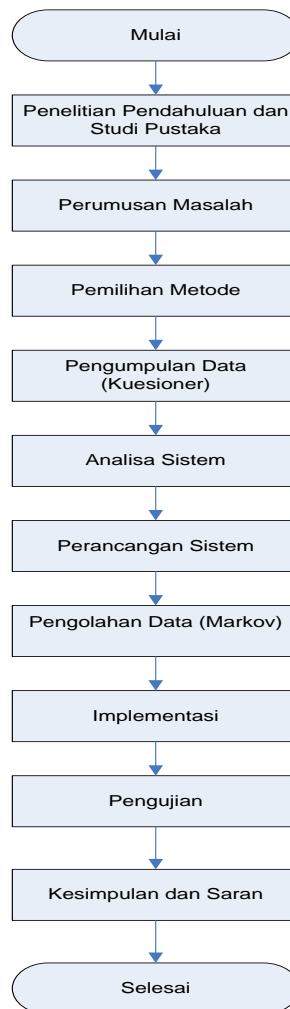 Mulai
Penelitian Pendahuluan dan
Studi Pustaka
Perumusan Masalah
Pemilihan Metode
Pengumpulan Data
(Kuesioner)
Analisa Sistem
Perancangan Sistem
Pengolahan Data (Markov)
Implementasi
Pengujian
Kesimpulan dan Saran
Selesai